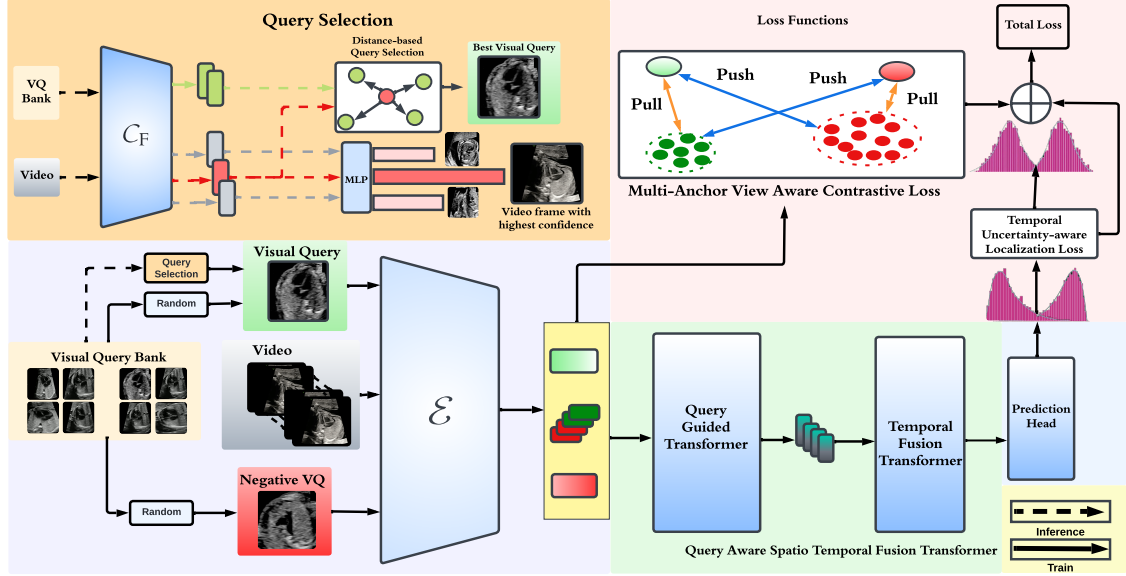 Query Selection
VQ
Bank
Video
C_F
Distance-based
Query Selection
Best Visual Query
MLP
Video frame with
highest confidence
Loss Functions
Push
Push
Pull
Pull
Multi-Anchor View Aware Contrastive Loss
Total Loss
Temporal
Uncertainty-aware
Localization Loss
Query
Selection
Random
Visual Query
Visual Query Bank
Video
Random
Negative VQ
ℰ
Query
Guided
Transformer
Temporal
Fusion
Transformer
Query Aware Spatio Temporal Fusion Transformer
Prediction
Head
Inference
Train